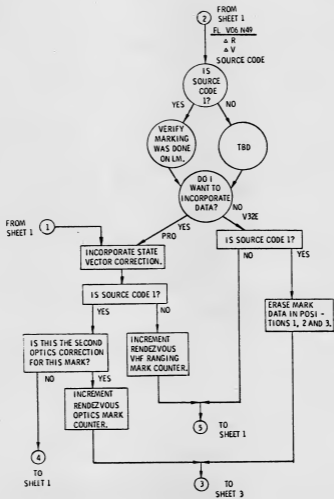 FROM
SHEET 1
2
FL V06 N49
Δ R
Δ V
SOURCE CODE
IS
SOURCE
CODE
1?
YES
NO
VERIFY
MARKING
WAS DONE
ON LM.
TBD
DO I
WANT TO
INCORPORATE
DATA?
YES
PRO
NO
V32E
FROM
SHEET 1
1
INCORPORATE STATE
VECTOR CORRECTION.
IS SOURCE CODE 1?
NO
YES
IS SOURCE CODE 1?
YES
NO
ERASE MARK
DATA IN POSI-
TIONS 1, 2 AND 3.
IS THIS THE SECOND
OPTICS CORRECTION
FOR THIS MARK?
INCREMENT
RENDEZVOUS
VHF RANGING
MARK COUNTER.
NO
YES
INCREMENT
RENDEZVOUS
OPTICS MARK
COUNTER.
5
TO
SHEET 1
4
TO
SHEET 1
3
TO
SHEET 3